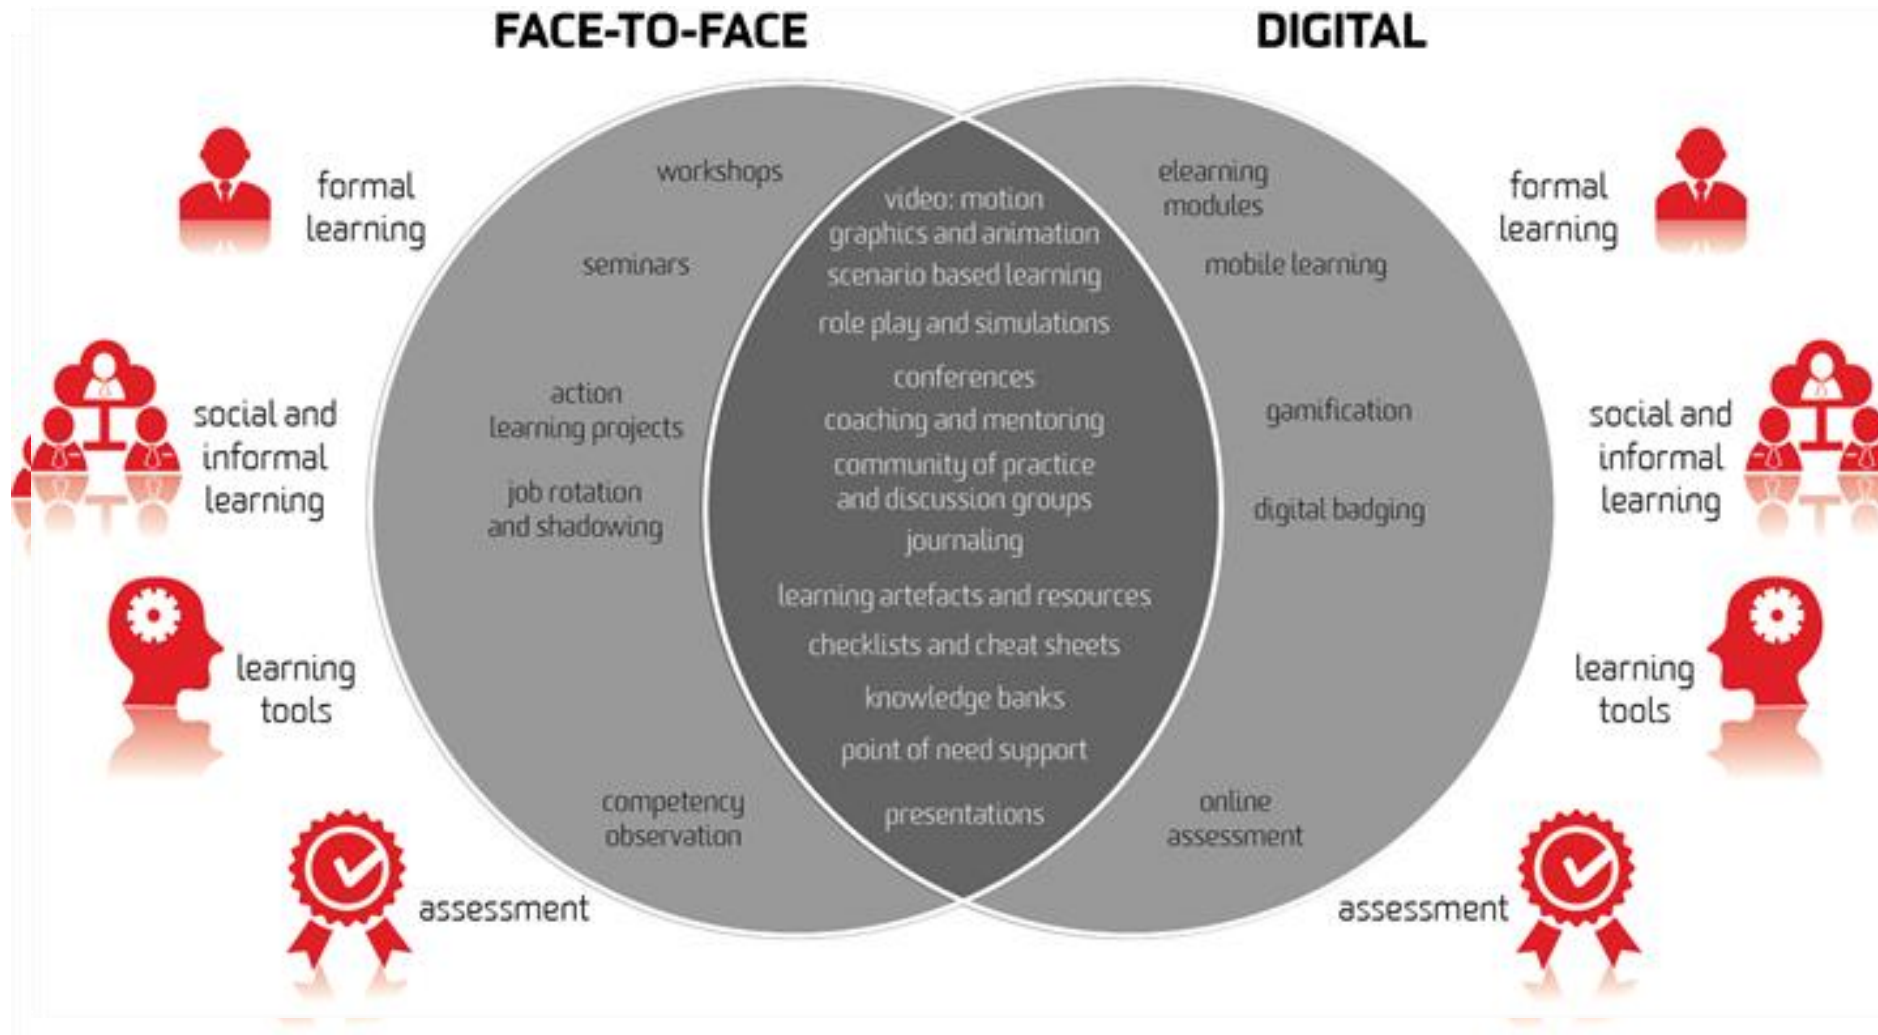 FACE-TO-FACE
DIGITAL
formal
learning
social and
informal
learning
learning
tools
assessment
workshops
seminars
action
learning projects
job rotation
and shadowing
competency
observation
video: motion
graphics and animation
scenario based learning
role play and simulations
conferences
coaching and mentoring
community of practice
and discussion groups
journaling
learning artefacts and resources
checklists and cheat sheets
knowledge banks
point of need support
presentations
elearning
modules
mobile learning
gamification
digital badging
online
assessment
formal
learning
social and
informal
learning
learning
tools
assessment